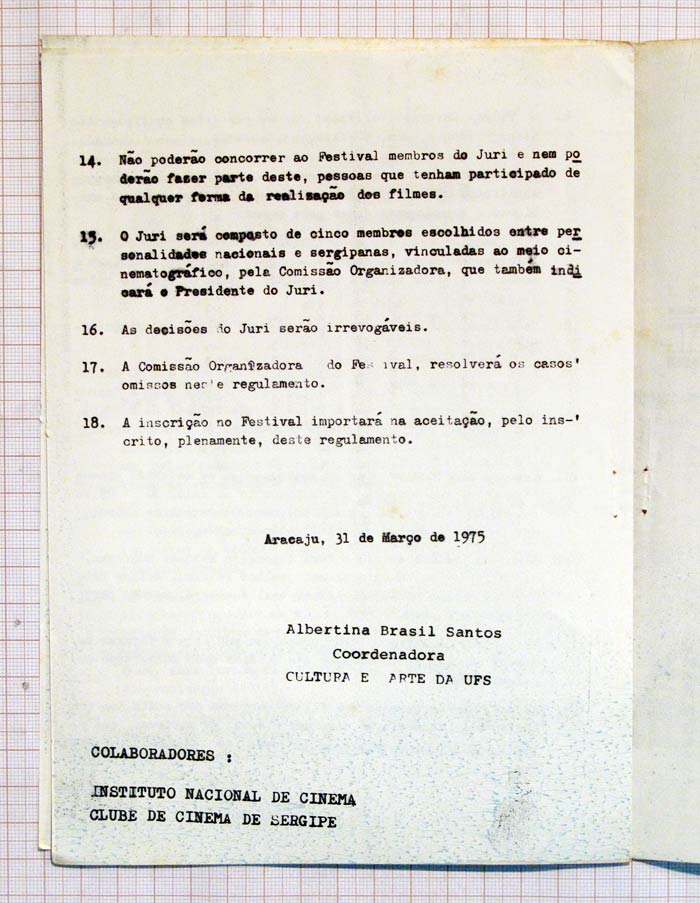 14. Não poderão concorrer ao Festival membros do Juri e nem po
derão fazer parte deste, pessoas que tenham participado de
qualquer forma da realização dos filmes.
15. O Juri será composto de cinco membros escolhidos entre per
sonalidades nacionais e sergipanas, vinculadas ao meio ci-
nematográfico, pela Comissão Organizadora, que também indi
cará o Presidente do Juri.
16. As decisões do Juri serão irrevogáveis.
17. A Comissão Organizadora do Festival, resolverá os casos'
omissos neste regulamento.
18. A inscrição no Festival importará na aceitação, pelo ins-'
crito, plenamente, deste regulamento.
Aracaju, 31 de Março de 1975
Albertina Brasil Santos
Coordenadora
CULTURA E ARTE DA UFS
COLABORADORES :
INSTITUTO NACIONAL DE CINEMA
CLUBE DE CINEMA DE SERGIPE